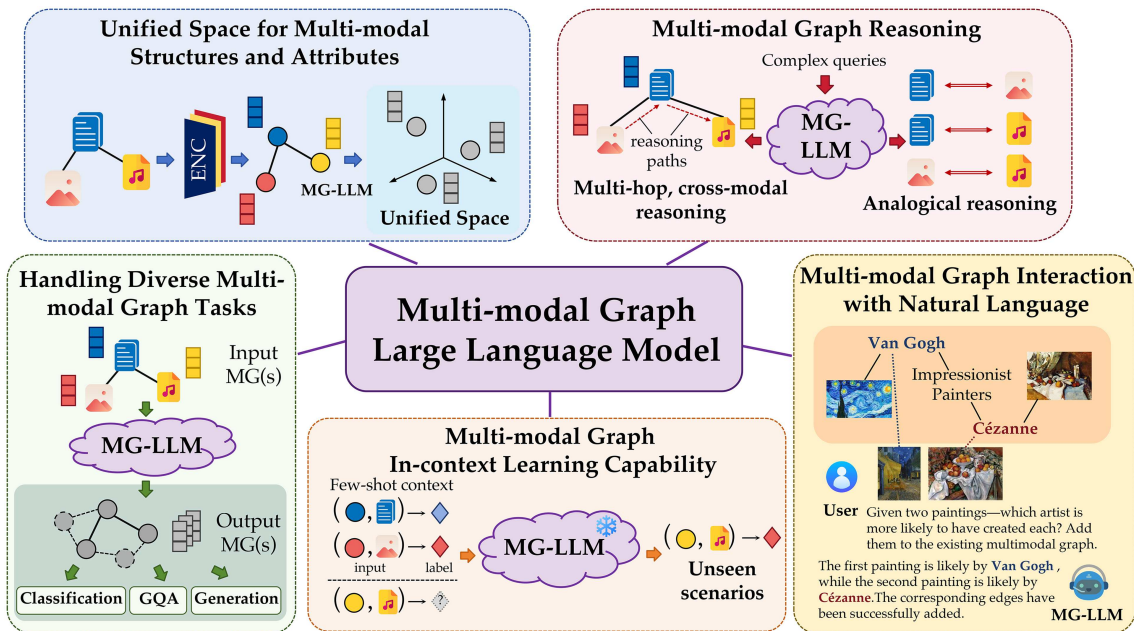 Unified Space for Multi-modal
Structures and Attributes
ENC
MG-LLM
Unified Space
Multi-modal Graph Reasoning
Complex queries
MG-
LLM
reasoning
paths
Multi-hop, cross-modal
reasoning
Analogical reasoning
Multi-modal Graph
Large Language Model
Handling Diverse Multi-
modal Graph Tasks
Input
MG(s)
MG-LLM
Output
MG(s)
Classification
GQA
Generation
Multi-modal Graph
In-context Learning Capability
Few-shot context
( , ) →
( , ) →
input
label
( , ) → ?
MG-LLM
( , ) →
Unseen
scenarios
Multi-modal Graph Interaction
with Natural Language
Van Gogh
Impressionist
Painters
Cézanne
User
Given two paintings—which artist is
more likely to have created each? Add
them to the existing multimodal graph.
The first painting is likely by Van Gogh ,
while the second painting is likely by
Cézanne.The corresponding edges have
been successfully added.
MG-LLM